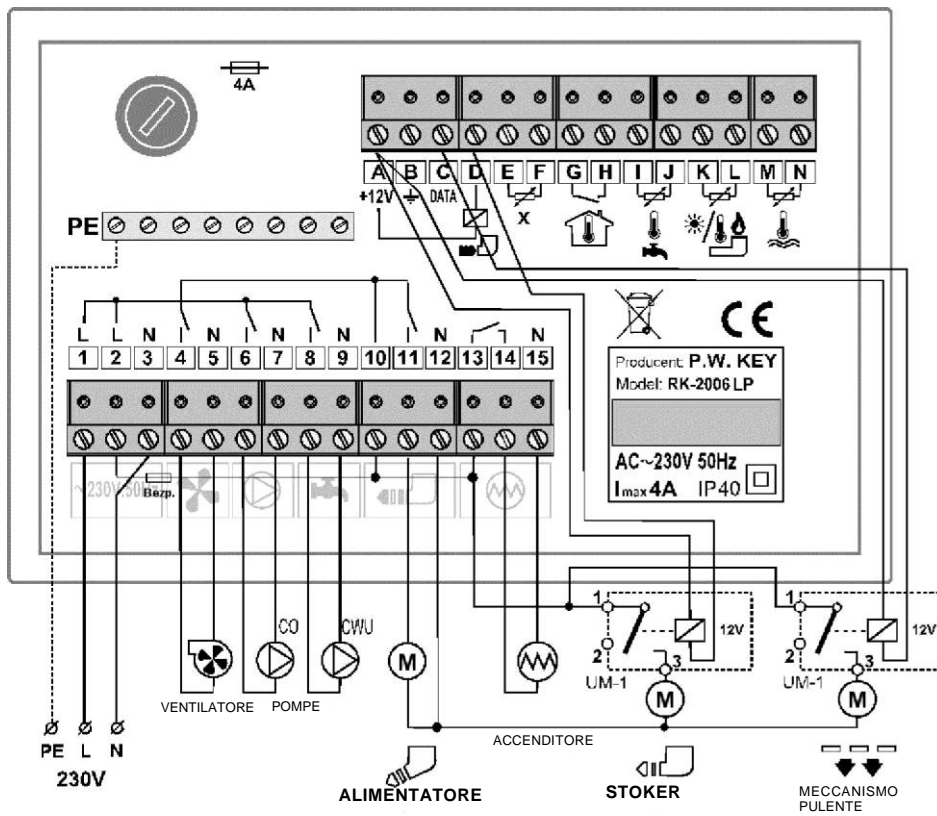 4A
A B C D E F G H I J K L M N
+12V DATA
X
PE
L L N N N N N N
1 2 3 4 5 6 7 8 9 10 11 12 13 14 15
~230V/50Hz
Bezp.
CE
Producent: P.W. KEY
Model: RK-2006 LP
AC~230V 50Hz
Imax 4A IP40
1 12V
2 3
UM-1
M
1 12V
2 3
UM-1
M
CO CWU
M
VENTILATORE POMPE
PE L N
230V
ACCENDITORE
ALIMENTATORE
STOKER
MECCANISMO
PULENTE